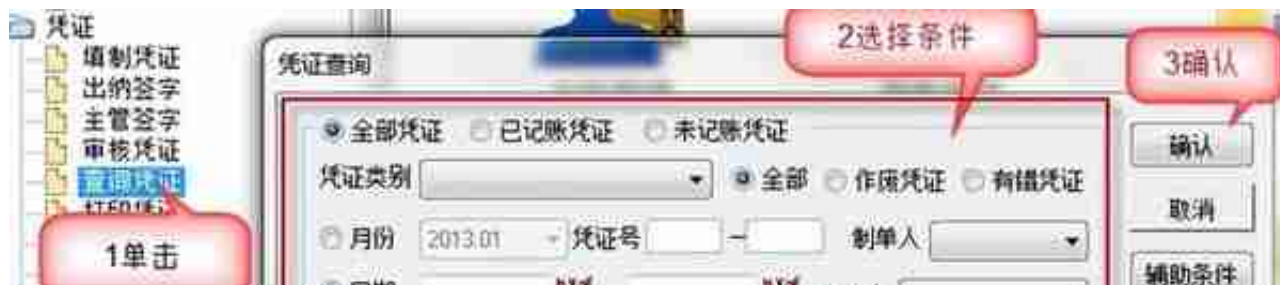 凭证
填制凭证
出纳签字
主管签字
审核凭证
查询凭证
打印凭证
1单击
凭证查询
2选择条件
3确认
全部凭证 已记账凭证 未记账凭证
凭证类别 全部 作废凭证 有错凭证
月份 2013.01 凭证号 — 制单人
确认
取消
辅助条件